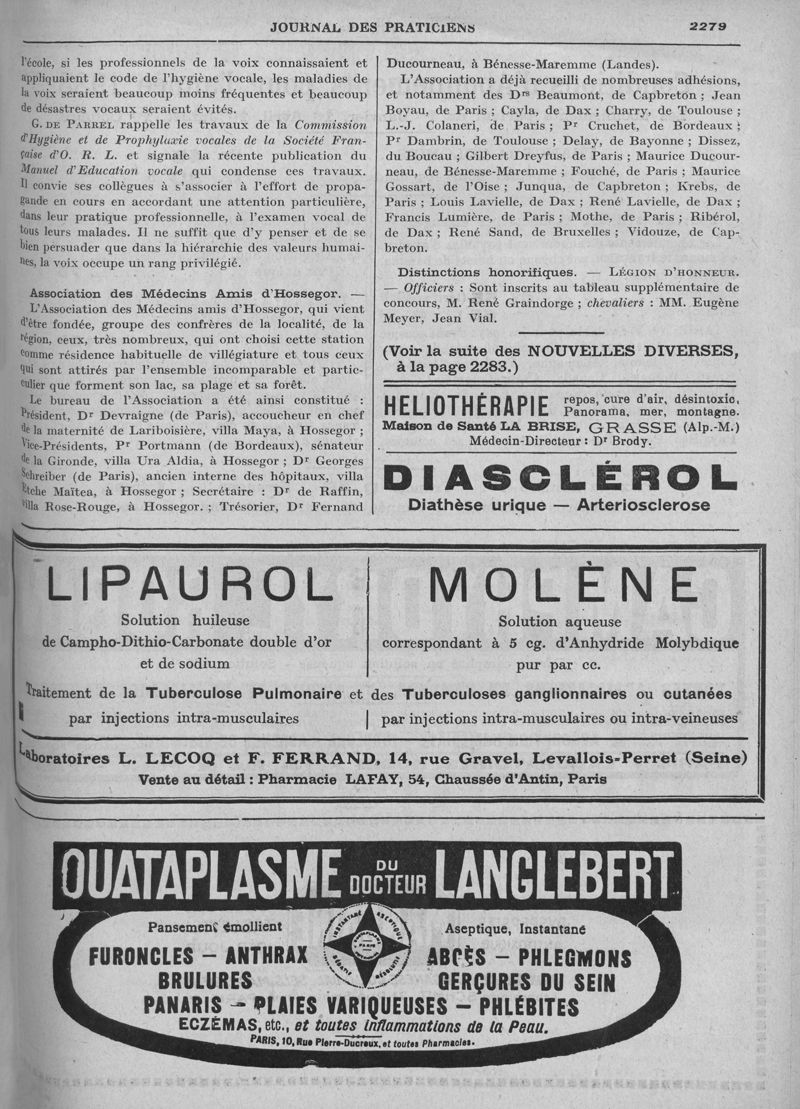 JOURNAL DES PRATICIENS 2279
l'école, si les professionnels de la voix connaissaient et
appliquaient le code de l'hygiène vocale, les maladies de
la voix seraient beaucoup moins fréquentes et beaucoup
de désastres vocaux seraient évités.
G. DE PARREL rappelle les travaux de la Commission
d'Hygiène et de Prophylaxie vocales de la Société Fran-
çaise d'O. R. L. et signale la récente publication du
Manuel d'Education vocale qui condense ces travaux.
Il convie ses collègues à s'associer à l'effort de propa-
gande en cours en accordant une attention particulière,
dans leur pratique professionnelle, à l'examen vocal de
tous leurs malades. Il ne suffit que d'y penser et de se
bien persuader que dans la hiérarchie des valeurs humai-
nes, la voix occupe un rang privilégié.
Association des Médecins Amis d'Hossegor. —
L'Association des Médecins amis d'Hossegor, qui vient
d'être fondée, groupe des confrères de la localité, de la
région, ceux, très nombreux, qui ont choisi cette station
comme résidence habituelle de villégiature et tous ceux
qui sont attirés par l'ensemble incomparable et partic-
culier que forment son lac, sa plage et sa forêt.
Le bureau de l'Association a été ainsi constitué :
Président, Dr Devraigne (de Paris), accoucheur en chef
de la maternité de Lariboisière, villa Maya, à Hossegor ;
Vice-Présidents, Pr Portmann (de Bordeaux), sénateur
de la Gironde, villa Ura Aldia, à Hossegor ; Dr Georges
Schreiber (de Paris), ancien interne des hôpitaux, villa
Etche Maïtea, à Hossegor ; Secrétaire : Dr de Raffin,
villa Rose-Rouge, à Hossegor. ; Trésorier, Dr Fernand
Ducourneau, à Bénesse-Maremme (Landes).
L'Association a déjà recueilli de nombreuses adhésions,
et notamment des Drs Beaumont, de Capbreton ; Jean
Boyau, de Paris ; Cayla, de Dax ; Charry, de Toulouse ;
L.-J. Colaneri, de Paris ; Pr Cruchet, de Bordeaux ;
Pr Dambrin, de Toulouse ; Delay, de Bayonne ; Dissez,
du Boucau ; Gilbert Dreyfus, de Paris ; Maurice Ducour-
neau, de Bénesse-Maremme ; Fouché, de Paris ; Maurice
Gossart, de l'Oise ; Junqua, de Capbreton ; Krebs, de
Paris ; Louis Lavielle, de Dax ; René Lavielle, de Dax ;
Francis Lumière, de Paris ; Mothe, de Paris ; Ribérol,
de Dax ; René Sand, de Bruxelles ; Vidouze, de Cap-
breton.
Distinctions honorifiques. — LÉGION D'HONNEUR.
— Officiers : Sont inscrits au tableau supplémentaire de
concours, M. René Graindorge ; chevaliers : MM. Eugène
Meyer, Jean Vial.
(Voir la suite des NOUVELLES DIVERSES,
à la page 2283.)
HELIOTHÉRAPIE repos, cure d'air, désintoxic,
Panorama, mer, montagne.
Maison de Santé LA BRISE, GRASSE (Alp.-M.)
Médecin-Directeur : Dr Brody.
DIASCLÉROL
Diathèse urique — Arteriosclerose
LIPAUROL
Solution huileuse
de Campho-Dithio-Carbonate double d'or
et de sodium
MOLÈNE
Solution aqueuse
correspondant à 5 cg. d'Anhydride Molybdique
pur par cc.
Traitement de la Tuberculose Pulmonaire et des Tuberculoses ganglionnaires ou cutanées
par injections intra-musculaires | par injections intra-musculaires ou intra-veineuses
Laboratoires L. LECOQ et F. FERRAND, 14, rue Gravel, Levallois-Perret (Seine)
Vente au détail : Pharmacie LAFAY, 54, Chaussée d'Antin, Paris
OUATAPLASME DU DOCTEUR LANGLEBERT
Pansement émollient
Aseptique, Instantané
FURONCLES – ANTHRAX
ABCÈS – PHLEGMONS
BRULURES
GERÇURES DU SEIN
PANARIS – PLAIES VARIQUEUSES – PHLÉBITES
ECZÉMAS, etc., et toutes inflammations de la Peau.
PARIS, 10, Rue Pierre-Ducreux, et toutes Pharmacies.